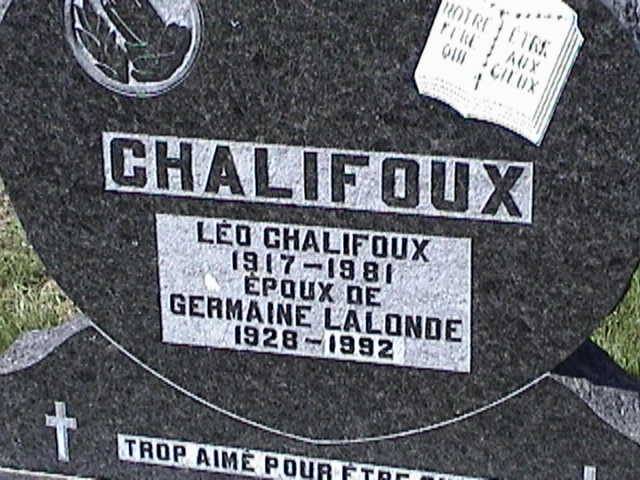 NOTRE PÈRE QUI
ÊTRE AUX CIEUX
CHALIFOUX
LÉO CHALIFOUX
1917-1981
ÉPOUX DE
GERMAINE LALONDE
1928-1992
TROP AIMÉ POUR ÊTRE